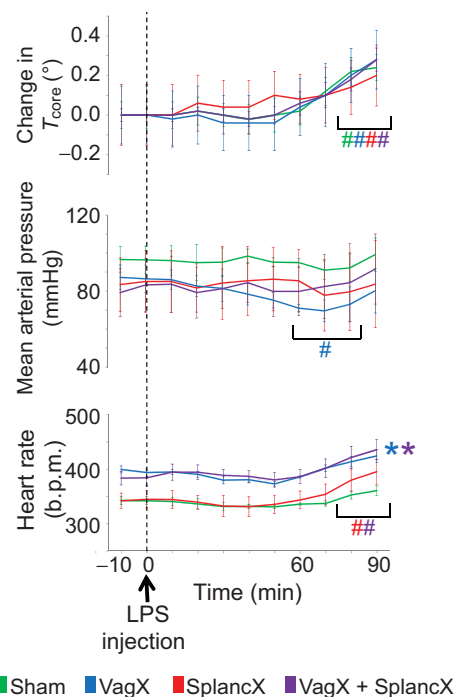 Change in
Tcore (°)
0.4
0.2
0.0
–0.2
####
Mean arterial pressure
(mmHg)
120
80
40
#
Heart rate
(b.p.m.)
500
400
300
**
##
–10 0 60 90
Time (min)
LPS
injection
Sham VagX SplancX VagX + SplancX